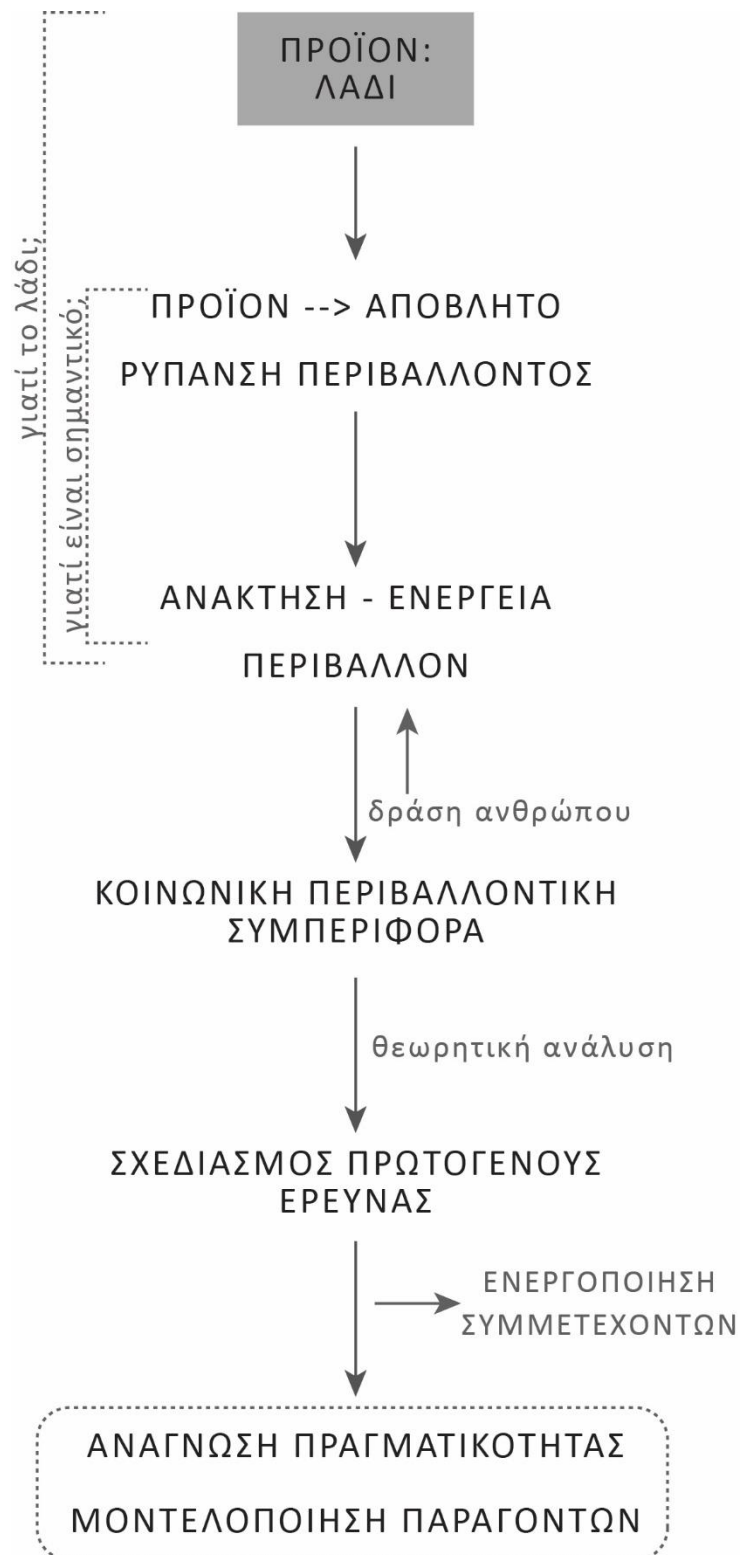 ΠΡΟΪΟΝ:
ΛΑΔΙ
γιατί το λάδι;
γιατί είναι σημαντικό;
ΠΡΟΪΟΝ --> ΑΠΟΒΛΗΤΟ
ΡΥΠΑΝΣΗ ΠΕΡΙΒΑΛΛΟΝΤΟΣ
ΑΝΑΚΤΗΣΗ - ΕΝΕΡΓΕΙΑ
ΠΕΡΙΒΑΛΛΟΝ
δράση ανθρώπου
ΚΟΙΝΩΝΙΚΗ ΠΕΡΙΒΑΛΛΟΝΤΙΚΗ
ΣΥΜΠΕΡΙΦΟΡΑ
θεωρητική ανάλυση
ΣΧΕΔΙΑΣΜΟΣ ΠΡΩΤΟΓΕΝΟΥΣ
ΕΡΕΥΝΑΣ
ΕΝΕΡΓΟΠΟΙΗΣΗ
ΣΥΜΜΕΤΕΧΟΝΤΩΝ
ΑΝΑΓΝΩΣΗ ΠΡΑΓΜΑΤΙΚΟΤΗΤΑΣ
ΜΟΝΤΕΛΟΠΟΙΗΣΗ ΠΑΡΑΓΟΝΤΩΝ